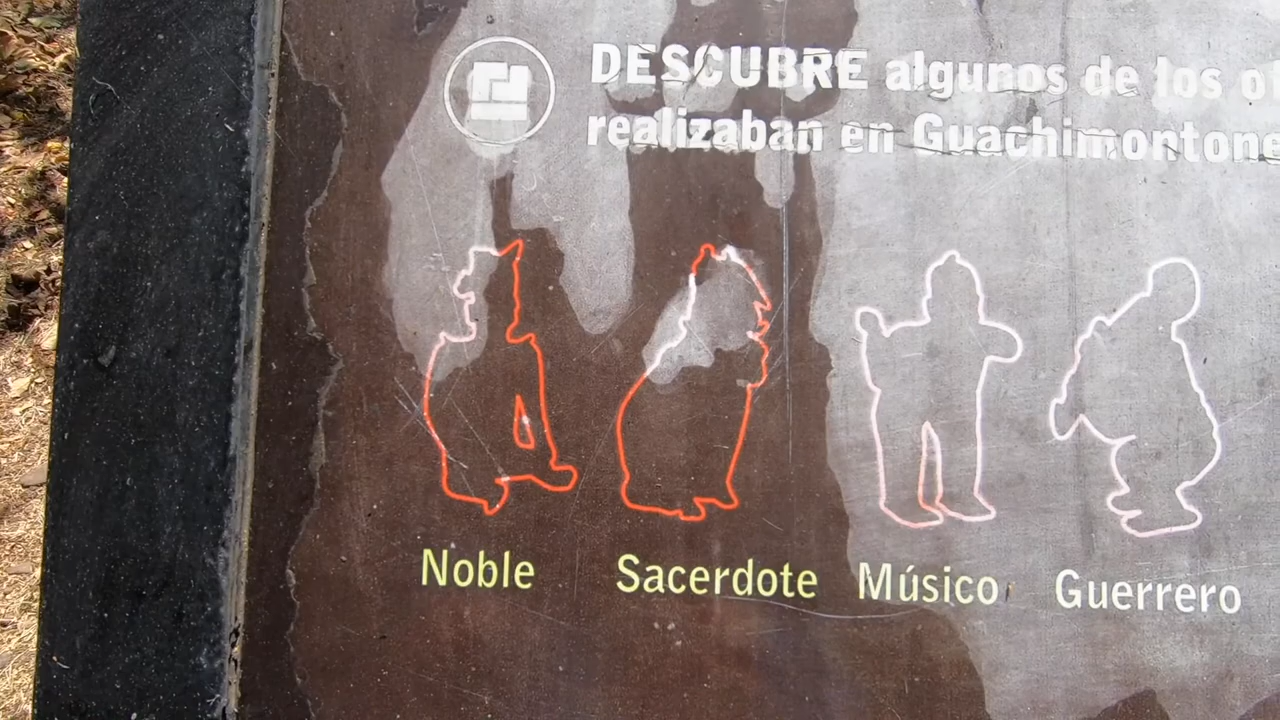 DESCUBRE algunos de los
realizaban en Guachimontone
Noble Sacerdote Músico Guerrero